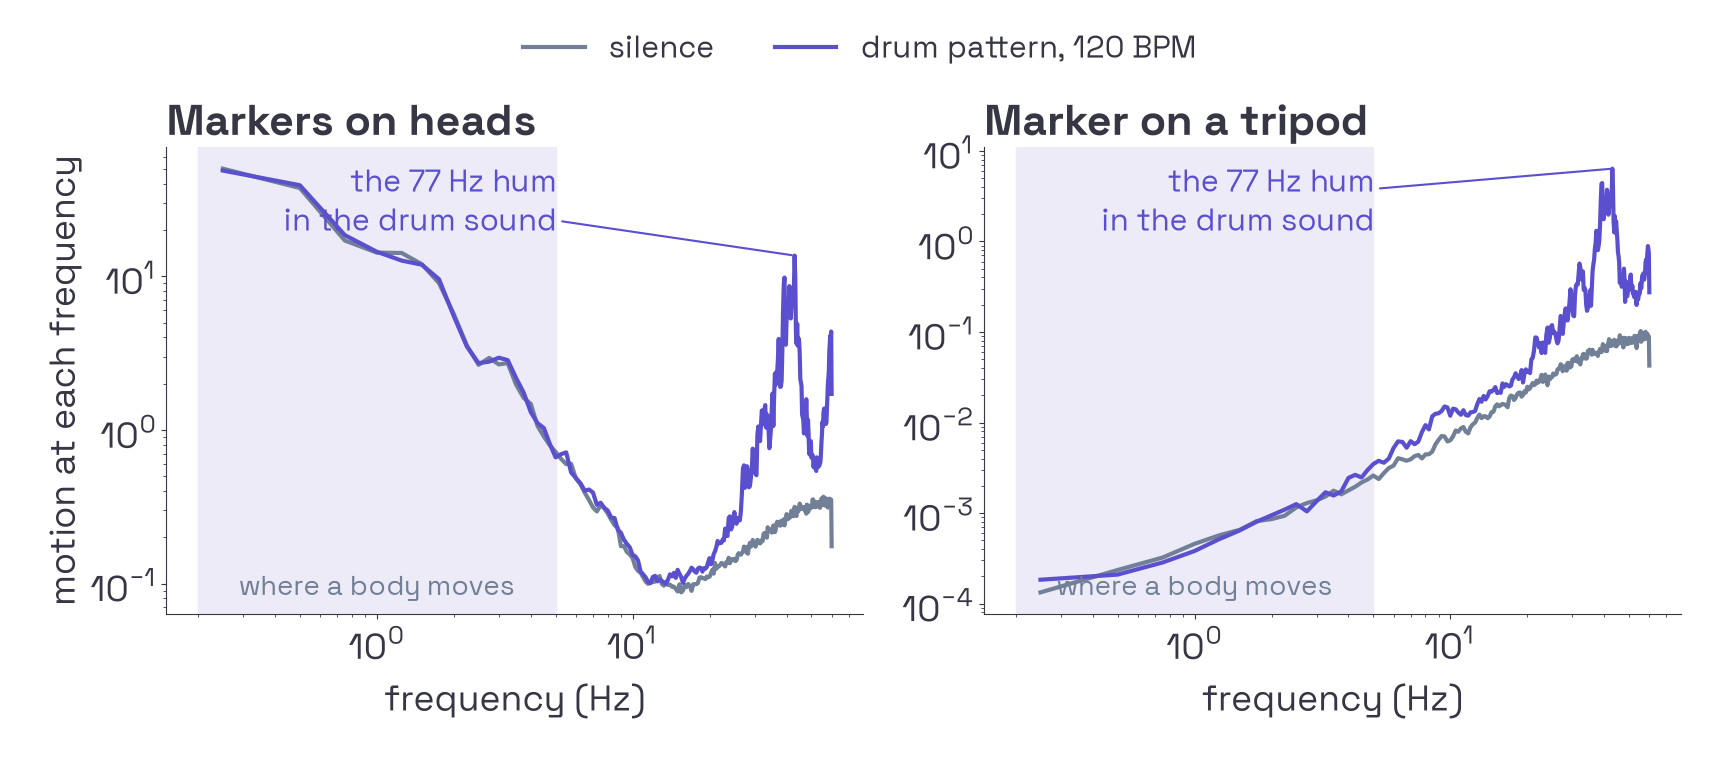 silence
drum pattern, 120 BPM
Markers on heads
Marker on a tripod
motion at each frequency
the 77 Hz hum
in the drum sound
where a body moves
10^1
10^0
10^-1
10^0
10^1
frequency (Hz)
the 77 Hz hum
in the drum sound
where a body moves
10^1
10^0
10^-1
10^-2
10^-3
10^-4
10^0
10^1
frequency (Hz)